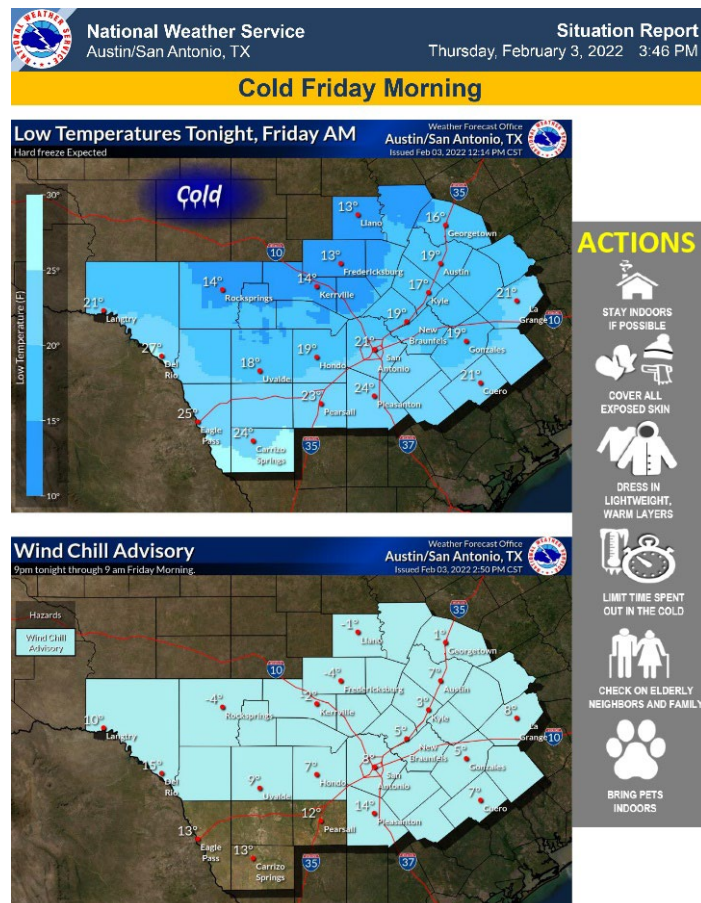 National Weather Service
Austin/San Antonio, TX
Situation Report
Thursday, February 3, 2022 3:46 PM
Cold Friday Morning
Low Temperatures Tonight, Friday AM
Hard freeze Expected
Weather Forecast Office
Austin/San Antonio, TX
Issued Feb 03, 2022 12:14 PM CST
Cold
Low Temperature (F)
30°
25°
20°
15°
10°
35
13°
Llano
16°
Georgetown
10
13°
Fredericksburg
19°
Austin
14°
Rocksprings
14°
Kerrville
17°
Kyle
21°
La Grange
21°
Langtry
19°
New Braunfels
19°
Gonzales
10
27°
Del Rio
18°
Uvalde
19°
Hondo
21°
San Antonio
21°
Cuero
25°
Eagle Pass
23°
Pearsall
24°
Pleasanton
24°
Carrizo Springs
35
37
ACTIONS
STAY INDOORS
IF POSSIBLE
COVER ALL
EXPOSED SKIN
DRESS IN
LIGHTWEIGHT,
WARM LAYERS
LIMIT TIME SPENT
OUT IN THE COLD
CHECK ON ELDERLY
NEIGHBORS AND FAMILY
BRING PETS
INDOORS
Wind Chill Advisory
9pm tonight through 9 am Friday Morning.
Weather Forecast Office
Austin/San Antonio, TX
Issued Feb 03, 2022 2:50 PM CST
Hazards
Wind Chill
Advisory
35
-1°
Llano
1°
Georgetown
10
-4°
Fredericksburg
7°
Austin
-4°
Rocksprings
Kerrville
3°
Kyle
8°
La Grange
10°
Langtry
5°
New Braunfels
5°
Gonzales
10
15°
Del Rio
9°
Uvalde
7°
Hondo
8°
San Antonio
7°
Cuero
13°
Eagle Pass
12°
Pearsall
14°
Pleasanton
13°
Carrizo Springs
35
37